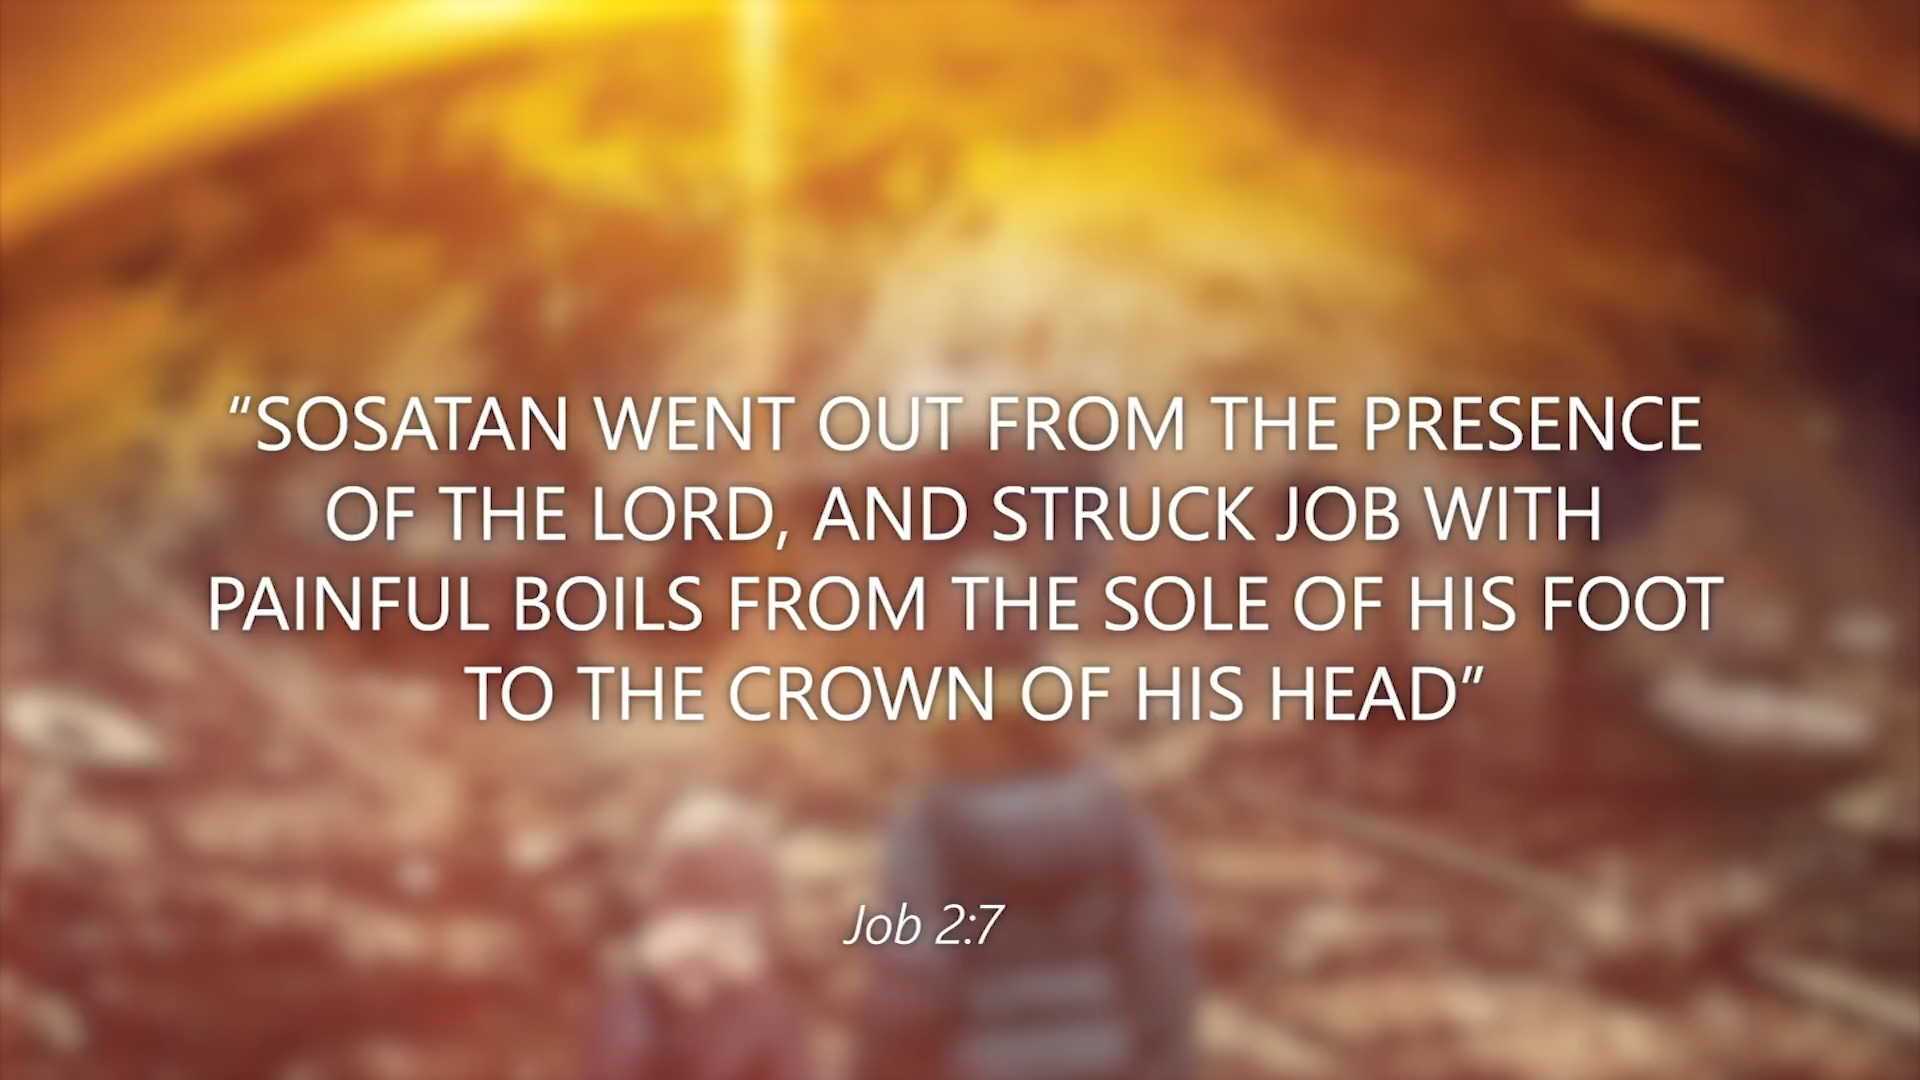 “SOSATAN WENT OUT FROM THE PRESENCE
OF THE LORD, AND STRUCK JOB WITH
PAINFUL BOILS FROM THE SOLE OF HIS FOOT
TO THE CROWN OF HIS HEAD”
Job 2:7